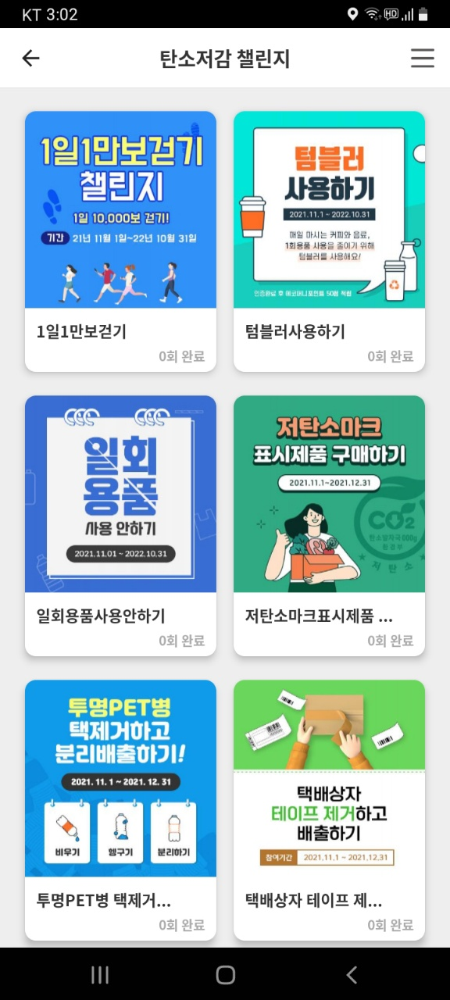 KT 3:02
HD
탄소저감 챌린지
1일1만보걷기
챌린지
1일 10,000보 걷기!
기간 21년 11월 1일~22년 10월 31일
1일1만보걷기
0회 완료
텀블러
사용하기
2021.11.1 ~ 2022.10.31
매일 마시는 커피와 음료,
1회용품 사용을 줄이기 위해
텀블러를 사용해요!
인증완료 후 에코머니포인트 50원 적립
텀블러사용하기
0회 완료
일회
용품
사용 안하기
2021.11.01 ~ 2022.10.31
일회용품사용안하기
0회 완료
저탄소마크
표시제품 구매하기
2021.11.1~2021.12.31
CO2
탄소발자국 000g
환경부
저탄소
저탄소마크표시제품 ...
0회 완료
투명PET병
택제거하고
분리배출하기!
2021. 11. 1 ~ 2021. 12. 31
비우기
헹구기
분리하기
투명PET병 택제거...
0회 완료
택배상자
테이프 제거하고
배출하기
참여기간 2021.11.1 ~ 2021.12.31
택배상자 테이프 제...
0회 완료